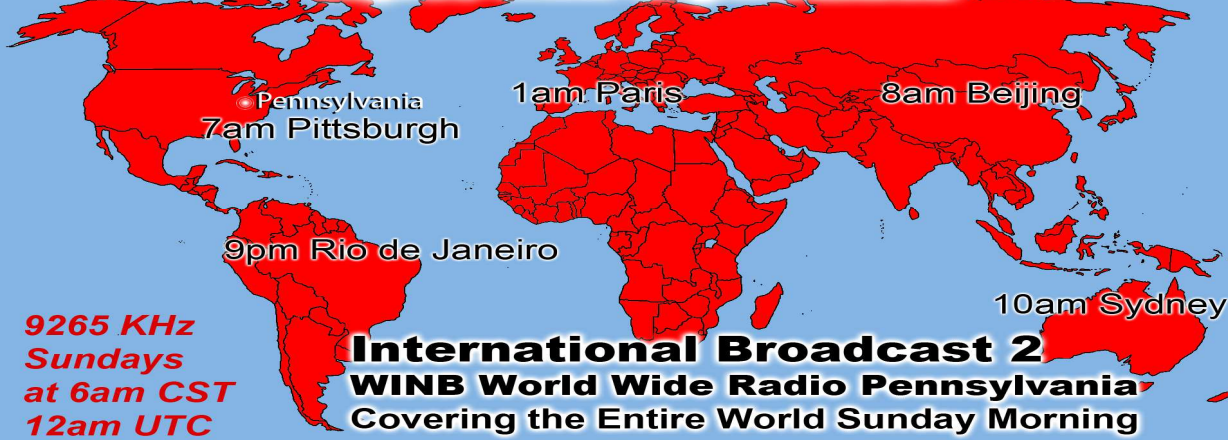 Pennsylvania
1am Paris
8am Beijing
7am Pittsburgh
9pm Rio de Janeiro
10am Sydney
9265 KHz
Sundays
at 6am CST
12am UTC
International Broadcast 2
WINB World Wide Radio Pennsylvania
Covering the Entire World Sunday Morning